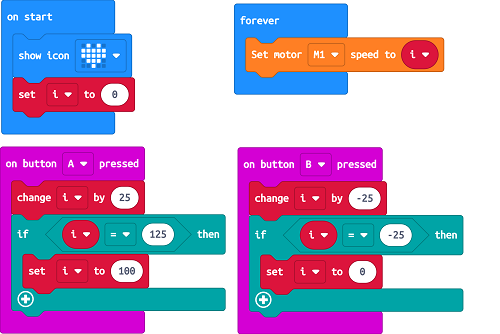 on start
show icon
set i to 0
forever
Set motor M1 speed to i
on button A pressed
change i by 25
if i = 125 then
set i to 100
on button B pressed
change i by -25
if i = -25 then
set i to 0